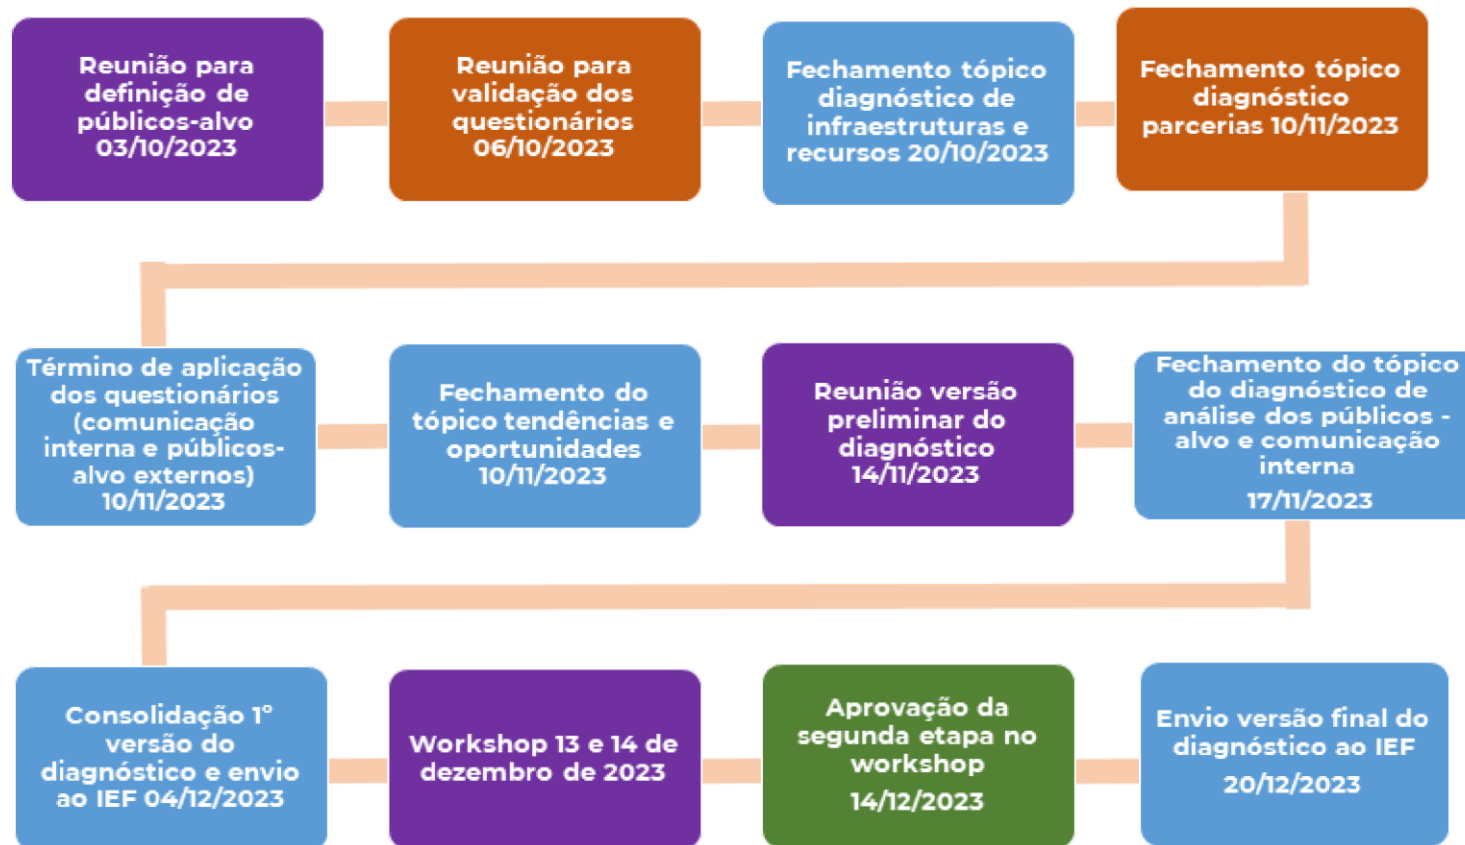 Reunião para
definição de
públicos-alvo
03/10/2023
Reunião para
validação dos
questionários
06/10/2023
Fechamento tópico
diagnóstico de
infraestruturas e
recursos 20/10/2023
Fechamento tópico
diagnóstico
parcerias 10/11/2023
Término de aplicação
dos questionários
(comunicação
interna e públicos-
alvo externos)
10/11/2023
Fechamento do
tópico tendências e
oportunidades
10/11/2023
Reunião versão
preliminar do
diagnóstico
14/11/2023
Fechamento do tópico
do diagnóstico de
análise dos públicos -
alvo e comunicação
interna
17/11/2023
Consolidação 1º
versão do
diagnóstico e envio
ao IEF 04/12/2023
Workshop 13 e 14 de
dezembro de 2023
Aprovação da
segunda etapa no
workshop
14/12/2023
Envio versão final do
diagnóstico ao IEF
20/12/2023